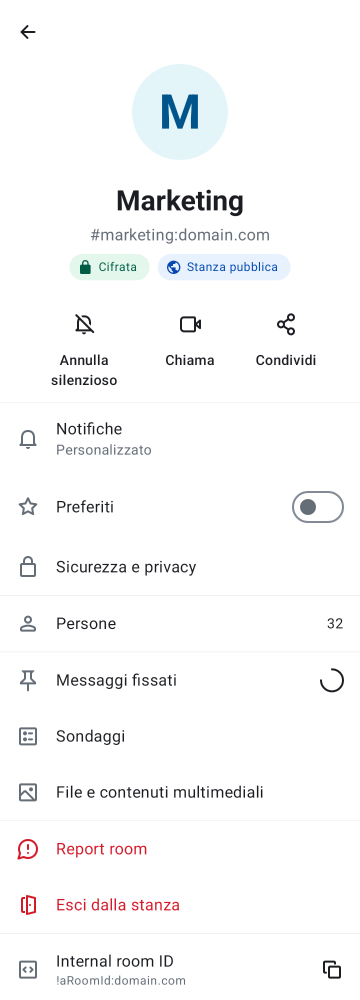 M
Marketing
#marketing:domain.com
Cifrata
Stanza pubblica
Annulla
silenzioso
Chiama
Condividi
Notifiche
Personalizzato
Preferiti
Sicurezza e privacy
Persone
32
Messaggi fissati
Sondaggi
File e contenuti multimediali
Report room
Esci dalla stanza
Internal room ID
!aRoomId:domain.com